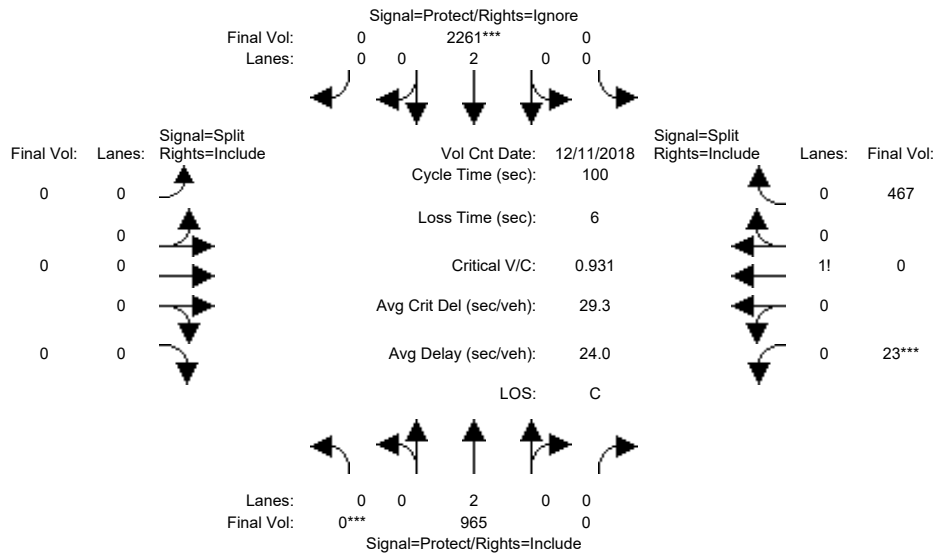 Signal=Protect/Rights=Ignore
Final Vol: 0 2261*** 0
Lanes: 0 0 2 0 0
Signal=Split
Final Vol: Lanes: Rights=Include
Vol Cnt Date: 12/11/2018
Signal=Split
Rights=Include Lanes: Final Vol:
Cycle Time (sec): 100
0 0
0 467
Loss Time (sec): 6
0
0
0 0
Critical V/C: 0.931
1! 0
0
Avg Crit Del (sec/veh): 29.3
0
0 0
Avg Delay (sec/veh): 24.0
0 23***
LOS: C
Lanes: 0 0 2 0 0
Final Vol: 0*** 965 0
Signal=Protect/Rights=Include